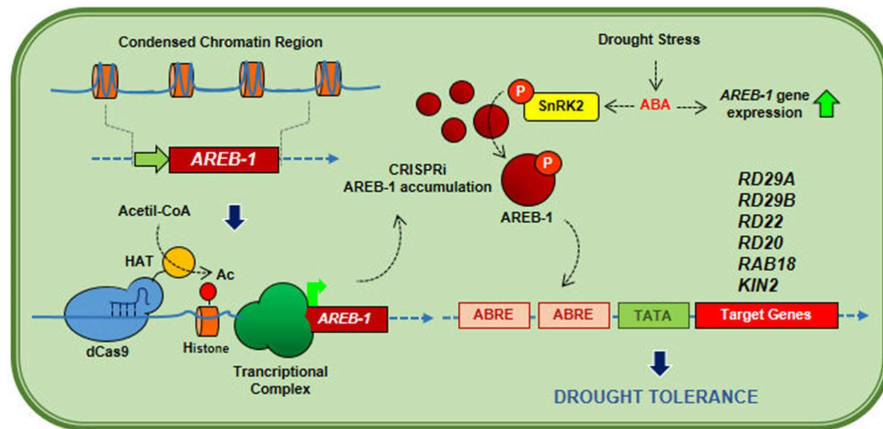 Condensed Chromatin Region
AREB-1
Acetil-CoA
HAT
Ac
dCas9
Histone
Trancriptional
Complex
AREB-1
CRISPRi
AREB-1 accumulation
Drought Stress
P
SnRK2
ABA
AREB-1 gene
expression
P
AREB-1
RD29A
RD29B
RD22
RD20
RAB18
KIN2
ABRE
ABRE
TATA
Target Genes
DROUGHT TOLERANCE